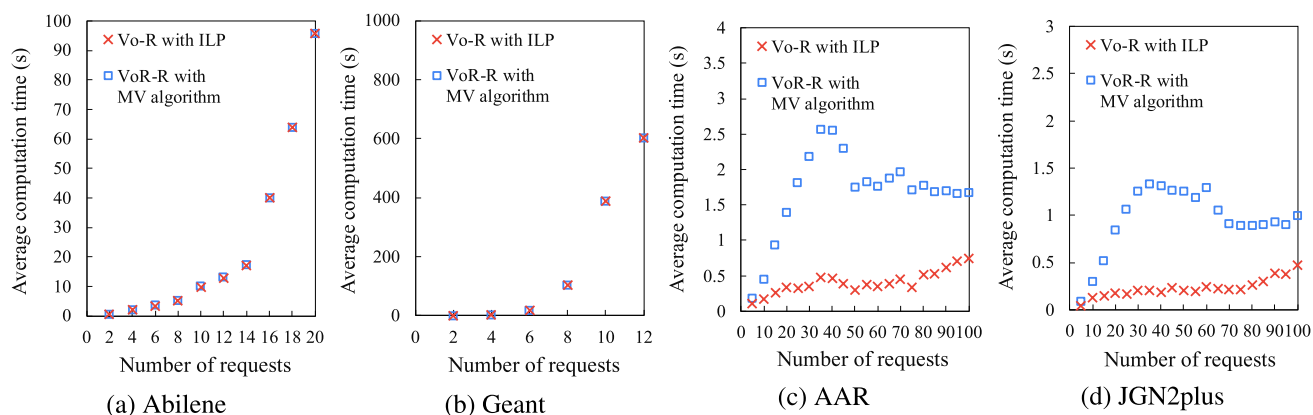 Average computation time (s)
100
90
80
70
60
50
40
30
20
10
0
Vo-R with ILP
VoR-R with
MV algorithm
0 2 4 6 8 10 12 14 16 18 20
Number of requests
(a) Abilene
Average computation time (s)
1000
800
600
400
200
0
Vo-R with ILP
VoR-R with
MV algorithm
0 2 4 6 8 10 12
Number of requests
(b) Geant
Average computation time (s)
4
3.5
3
2.5
2
1.5
1
0.5
0
Vo-R with ILP
VoR-R with
MV algorithm
0 10 20 30 40 50 60 70 80 90 100
Number of requests
(c) AAR
Average computation time (s)
3
2.5
2
1.5
1
0.5
0
Vo-R with ILP
VoR-R with
MV algorithm
0 10 20 30 40 50 60 70 80 90 100
Number of requests
(d) JGN2plus